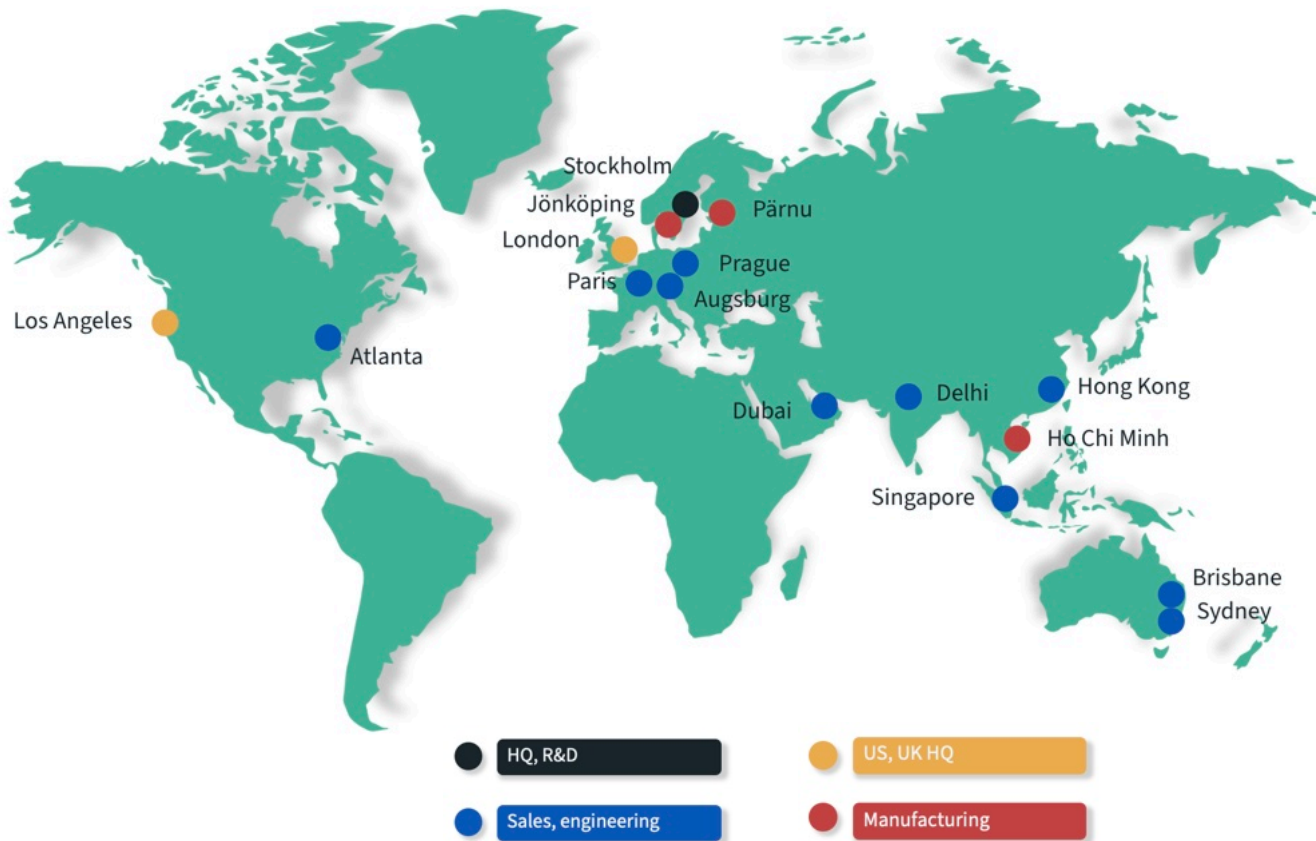 Stockholm
Jönköping
Pärnu
London
Prague
Paris
Augsburg
Los Angeles
Atlanta
Delhi
Hong Kong
Dubai
Ho Chi Minh
Singapore
Brisbane
Sydney
HQ, R&D
US, UK HQ
Sales, engineering
Manufacturing